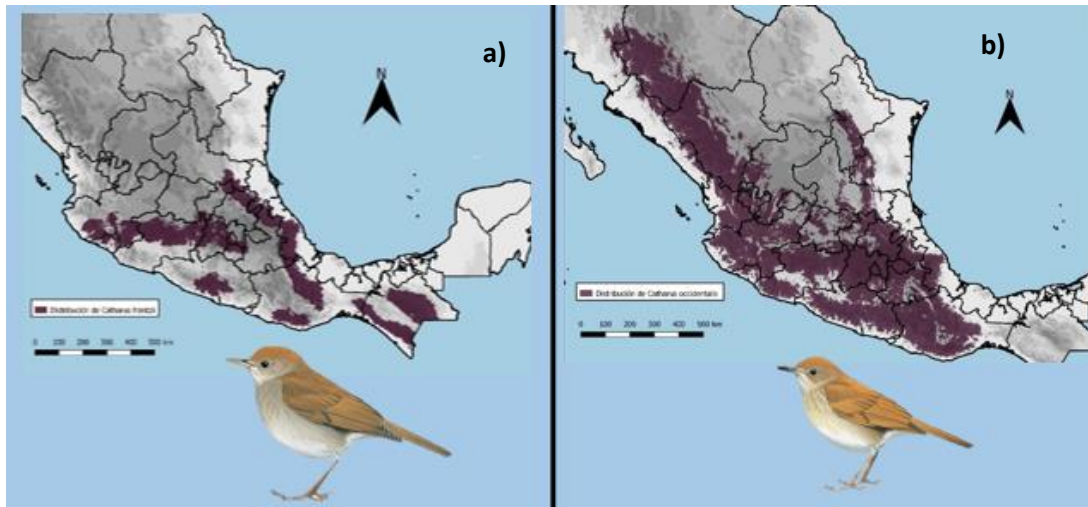 a)
N
Distribución de Catharus frantzii
0 100 200 300 400 500 km
b)
N
Distribución de Catharus occidentalis
0 100 200 300 400 500 km